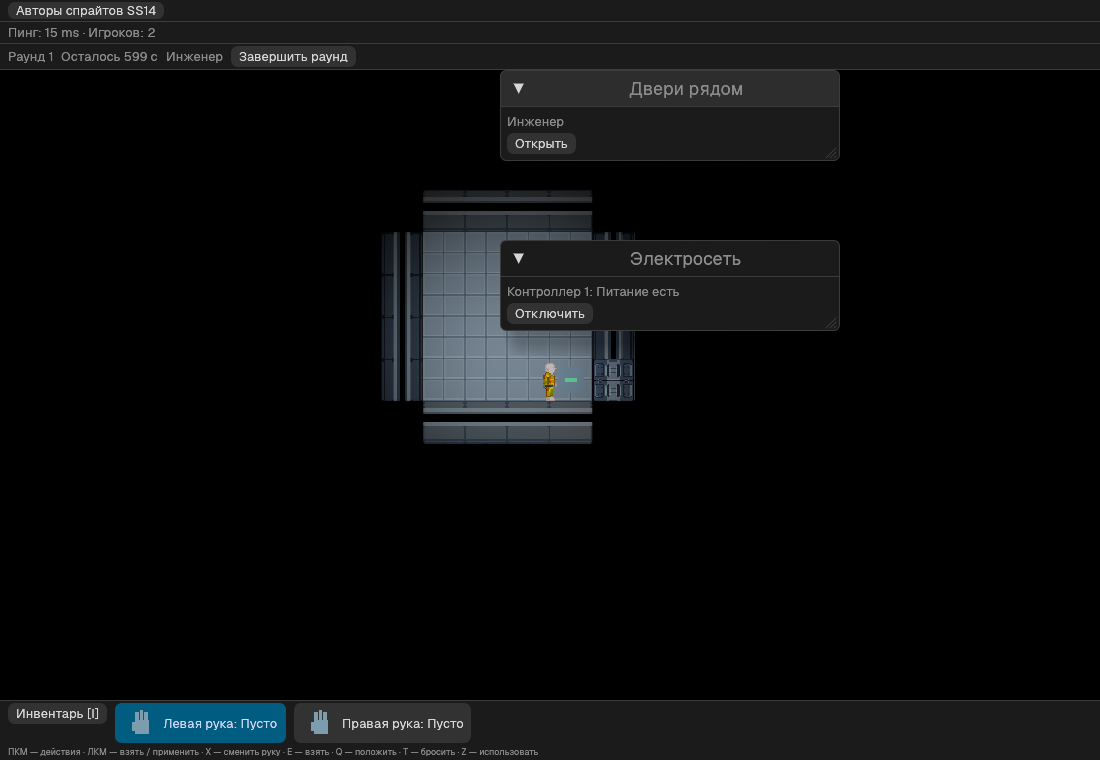 Авторы спрайтов SS14
Пинг: 15 ms · Игроков: 2
Раунд 1 Осталось 599 с Инженер Завершить раунд
▼ Двери рядом
Инженер
Открыть
▼ Электросеть
Контроллер 1: Питание есть
Отключить
Инвентарь [I] Левая рука: Пусто Правая рука: Пусто
ПКМ — действия · ЛКМ — взять / применить · X — сменить руку · E — взять · Q — положить · T — бросить · Z — использовать